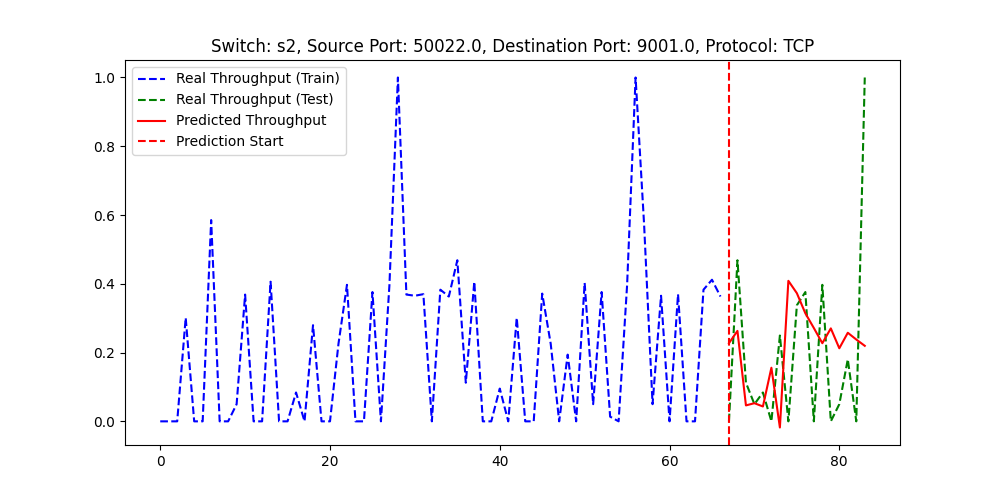 Switch: s2, Source Port: 50022.0, Destination Port: 9001.0, Protocol: TCP
Real Throughput (Train)
Real Throughput (Test)
Predicted Throughput
Prediction Start
1.0
0.8
0.6
0.4
0.2
0.0
0 20 40 60 80